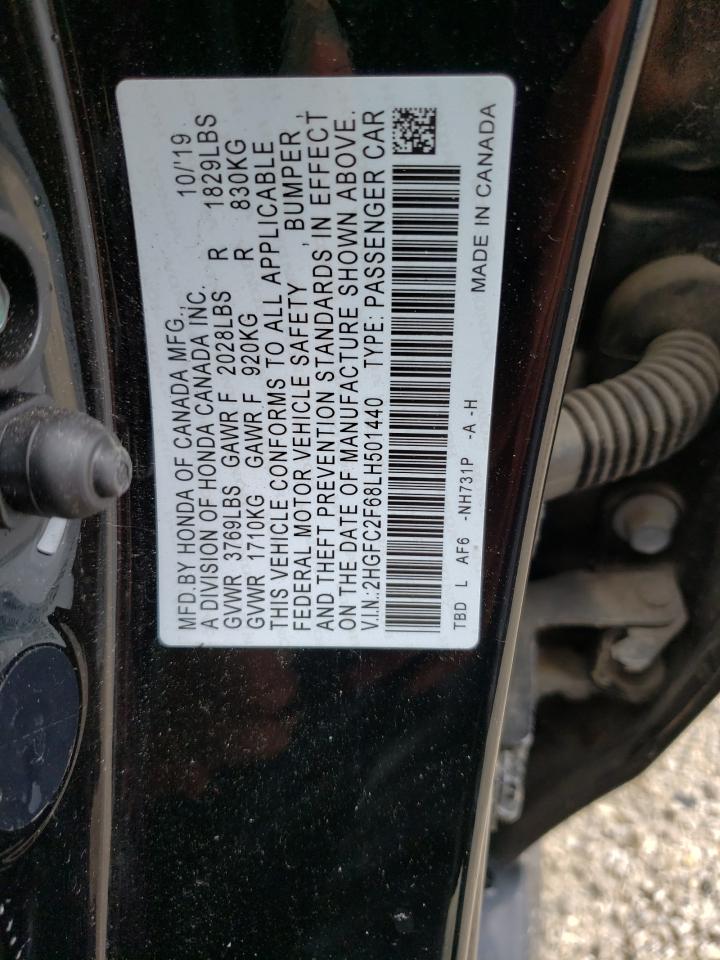 MFD.BY HONDA OF CANADA MFG., 10/'19
A DIVISION OF HONDA CANADA INC.
GVWR 3769LBS GAWR F 2028LBS R 1829LBS
GVWR 1710KG GAWR F 920KG R 830KG
THIS VEHICLE CONFORMS TO ALL APPLICABLE
FEDERAL MOTOR VEHICLE SAFETY, BUMPER,
AND THEFT PREVENTION STANDARDS IN EFFECT
ON THE DATE OF MANUFACTURE SHOWN ABOVE.
V.IN.: 2HGFC2F68LH501440 TYPE: PASSENGER CAR
TBD L AF6 -NH731P -A -H MADE IN CANADA